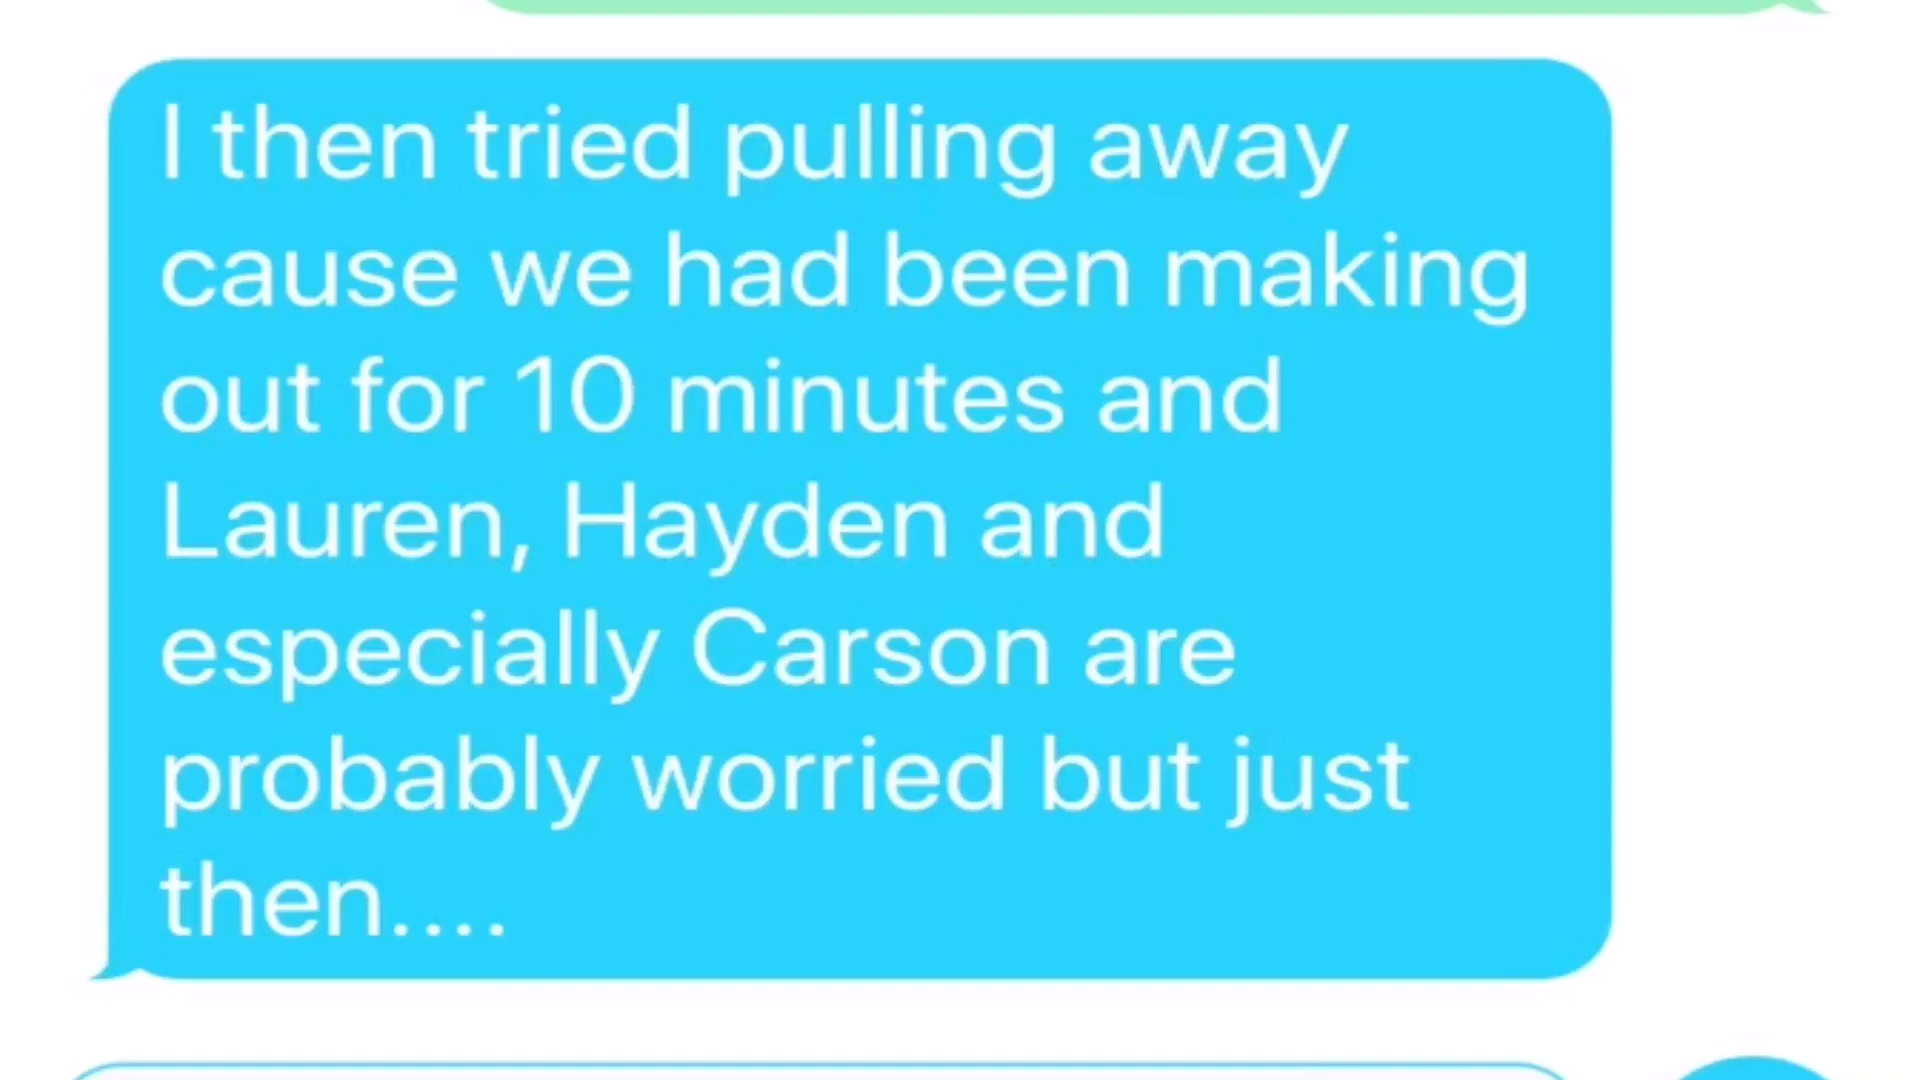 I then tried pulling away
cause we had been making
out for 10 minutes and
Lauren, Hayden and
especially Carson are
probably worried but just
then....